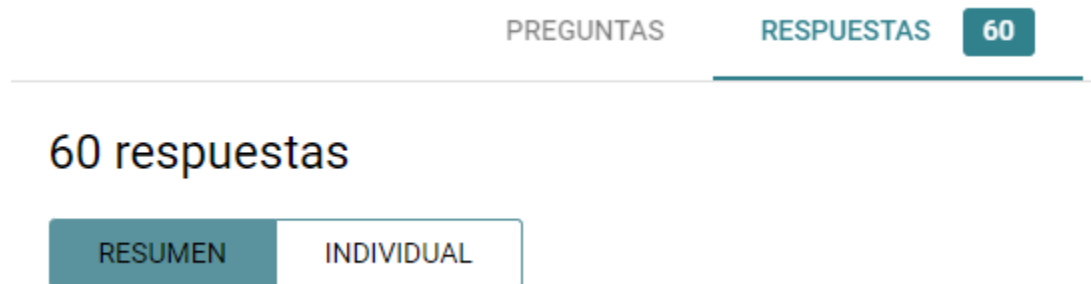 PREGUNTAS RESPUESTAS 60
60 respuestas
RESUMEN INDIVIDUAL